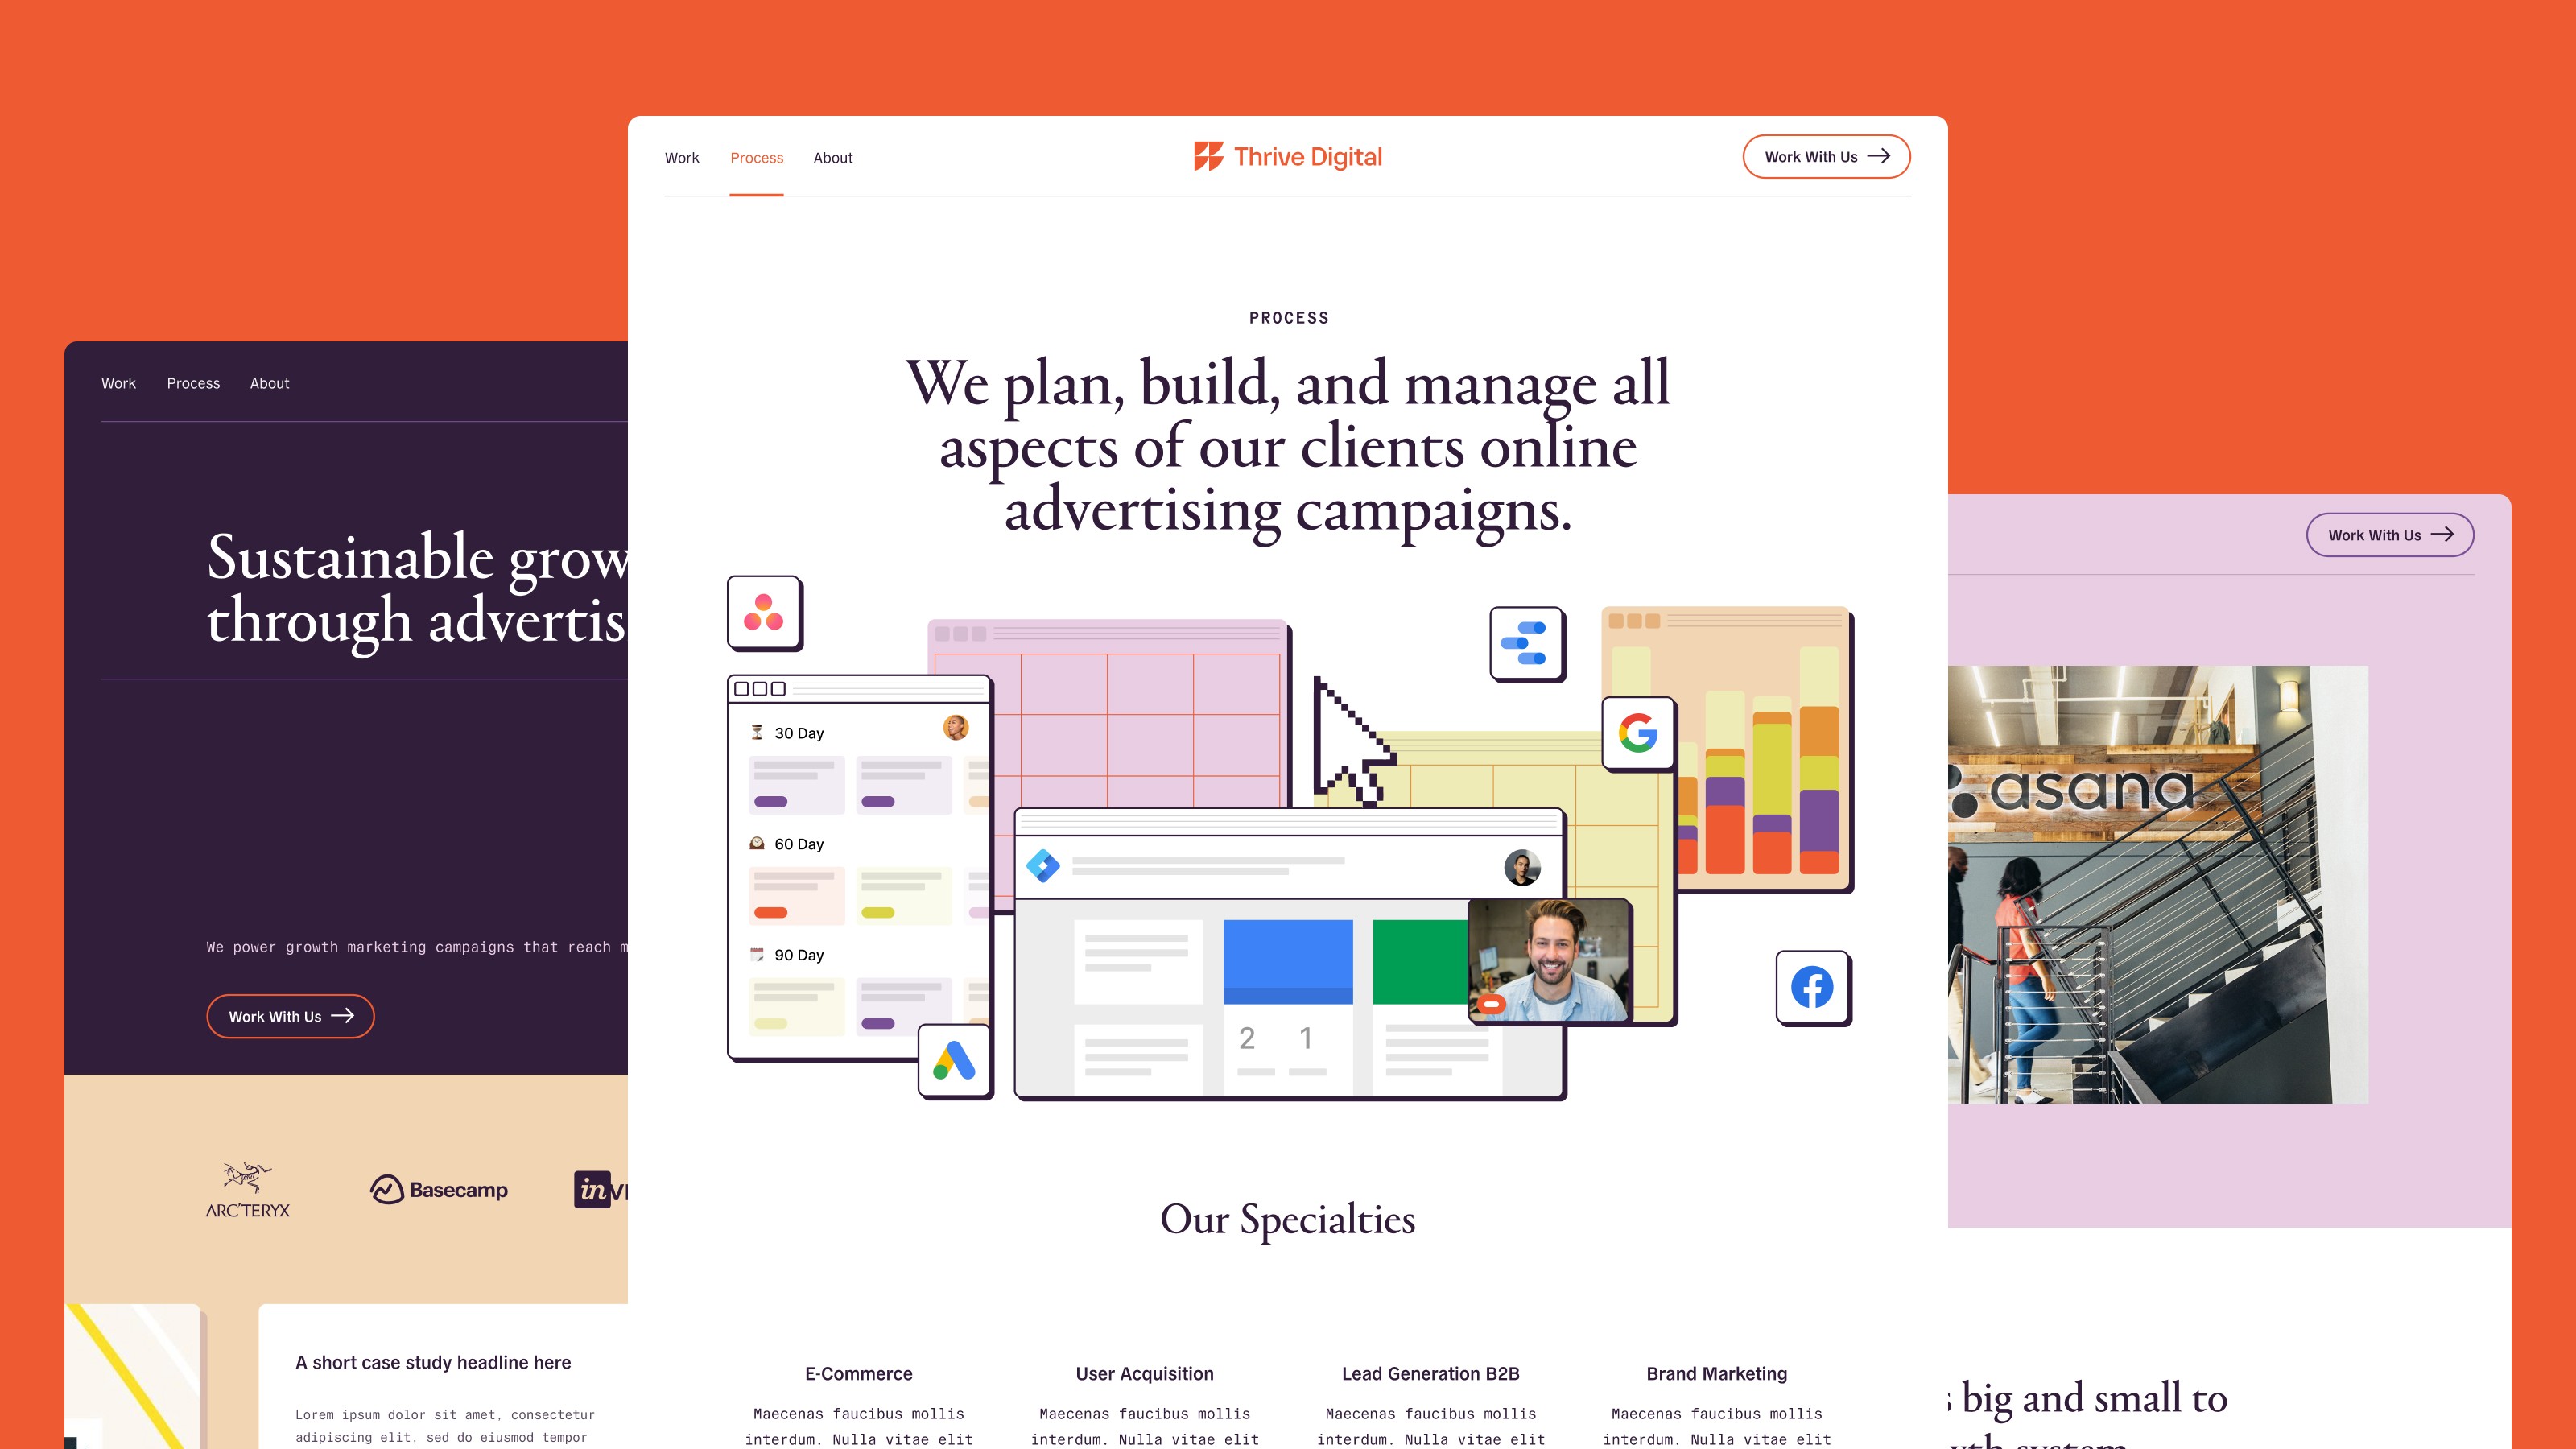 Work Process About
Thrive Digital
Work With Us
PROCESS
We plan, build, and manage all
aspects of our clients online
advertising campaigns.
30 Day
60 Day
90 Day
2 1
Our Specialties
E-Commerce
Maecenas faucibus mollis
interdum. Nulla vitae elit
User Acquisition
Maecenas faucibus mollis
interdum. Nulla vitae elit
Lead Generation B2B
Maecenas faucibus mollis
interdum. Nulla vitae elit
Brand Marketing
Maecenas faucibus mollis
interdum. Nulla vitae elit
Work Process About
Sustainable grow
through advertis
We power growth marketing campaigns that reach m
Work With Us
ARC'TERYX
Basecamp
in
A short case study headline here
Lorem ipsum dolor sit amet, consectetur
adipiscing elit, sed do eiusmod tempor
Work With Us
asana
s big and small to